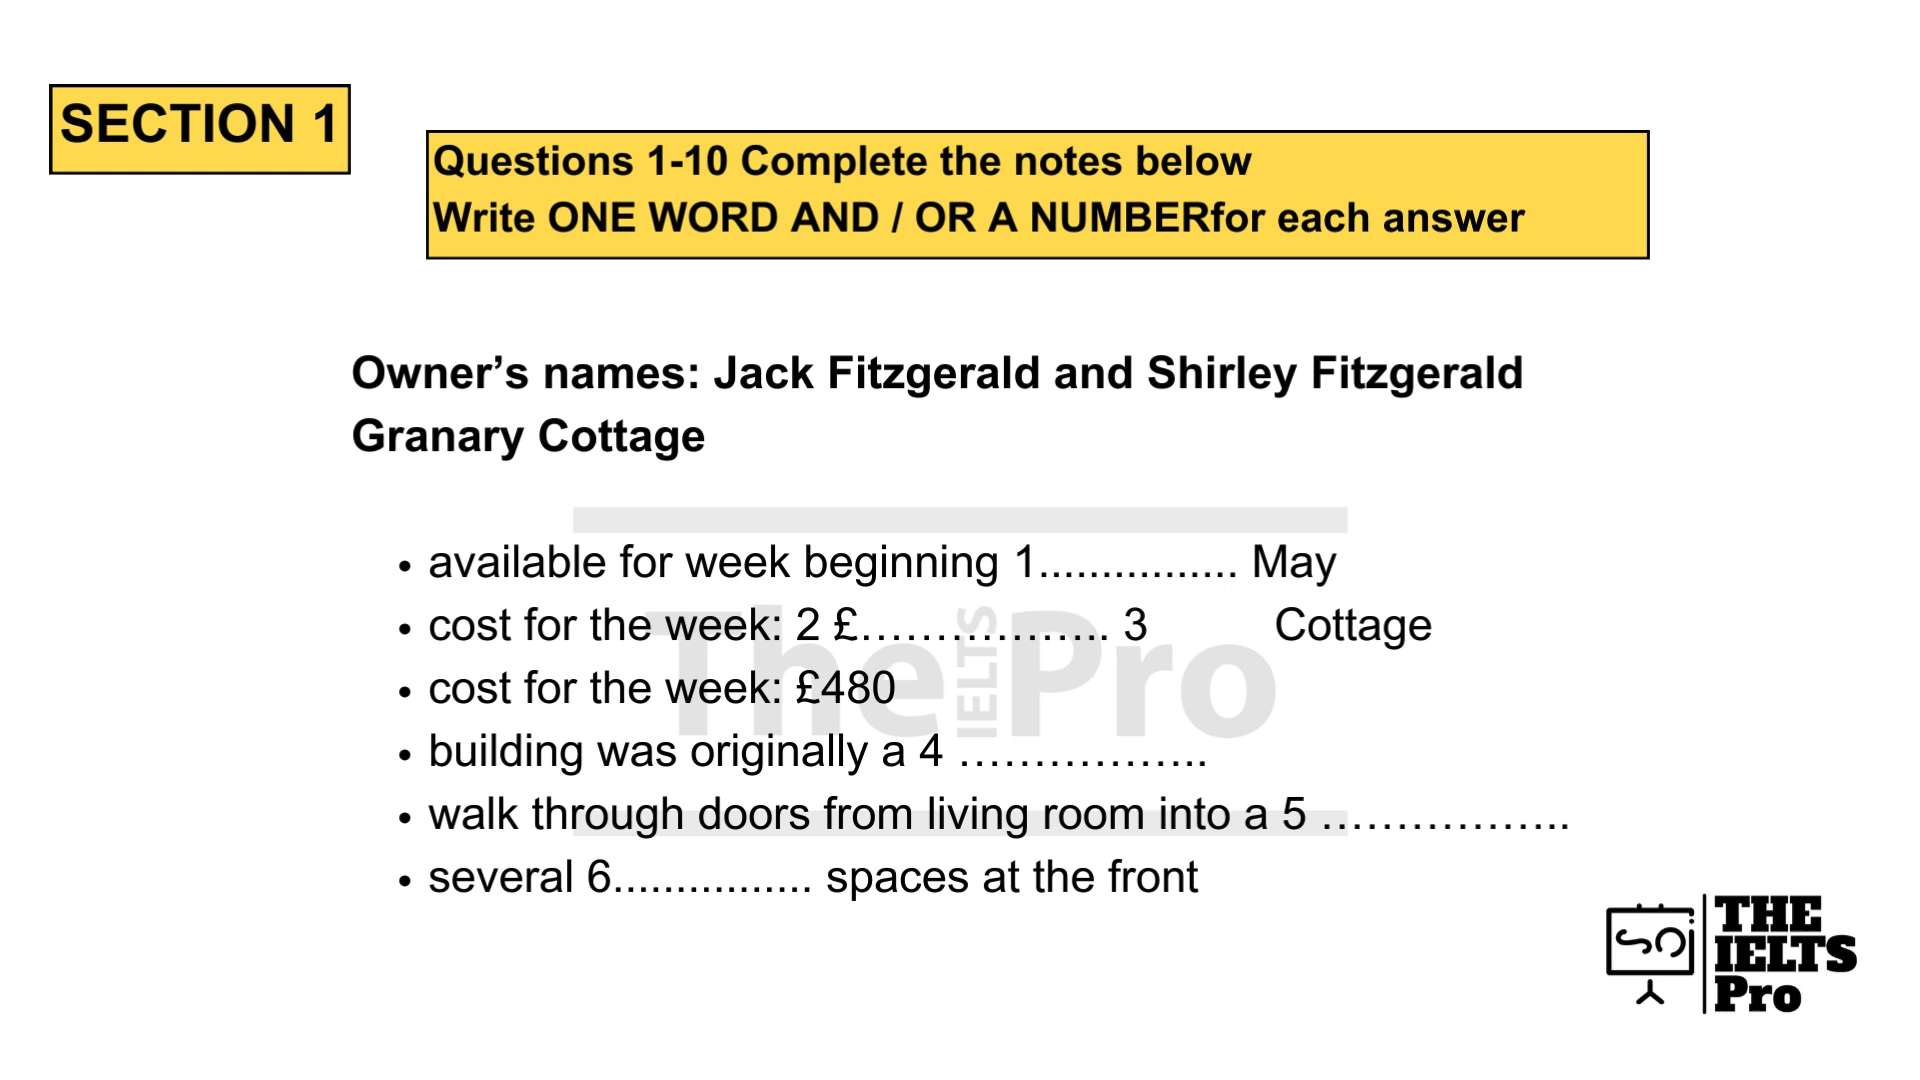 SECTION 1
Questions 1-10 Complete the notes below
Write ONE WORD AND / OR A NUMBERfor each answer
Owner’s names: Jack Fitzgerald and Shirley Fitzgerald
Granary Cottage
• available for week beginning 1................ May
• cost for the week: 2 £…………….. 3 Cottage
• cost for the week: £480
• building was originally a 4 ……………..
• walk through doors from living room into a 5 ……………..
• several 6................ spaces at the front
The IELTS Pro
THE
IELTS
Pro